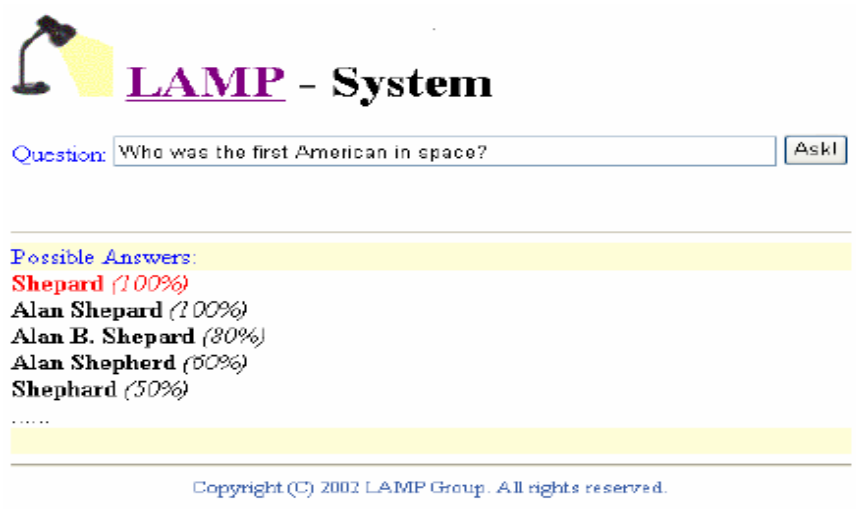 LAMP - System
Question: Who was the first American in space? Ask!
Possible Answers:
Shepard (100%)
Alan Shepard (100%)
Alan B. Shepard (80%)
Alan Shepherd (60%)
Shephard (50%)
......
Copyright (C) 2002 LAMP Group. All rights reserved.